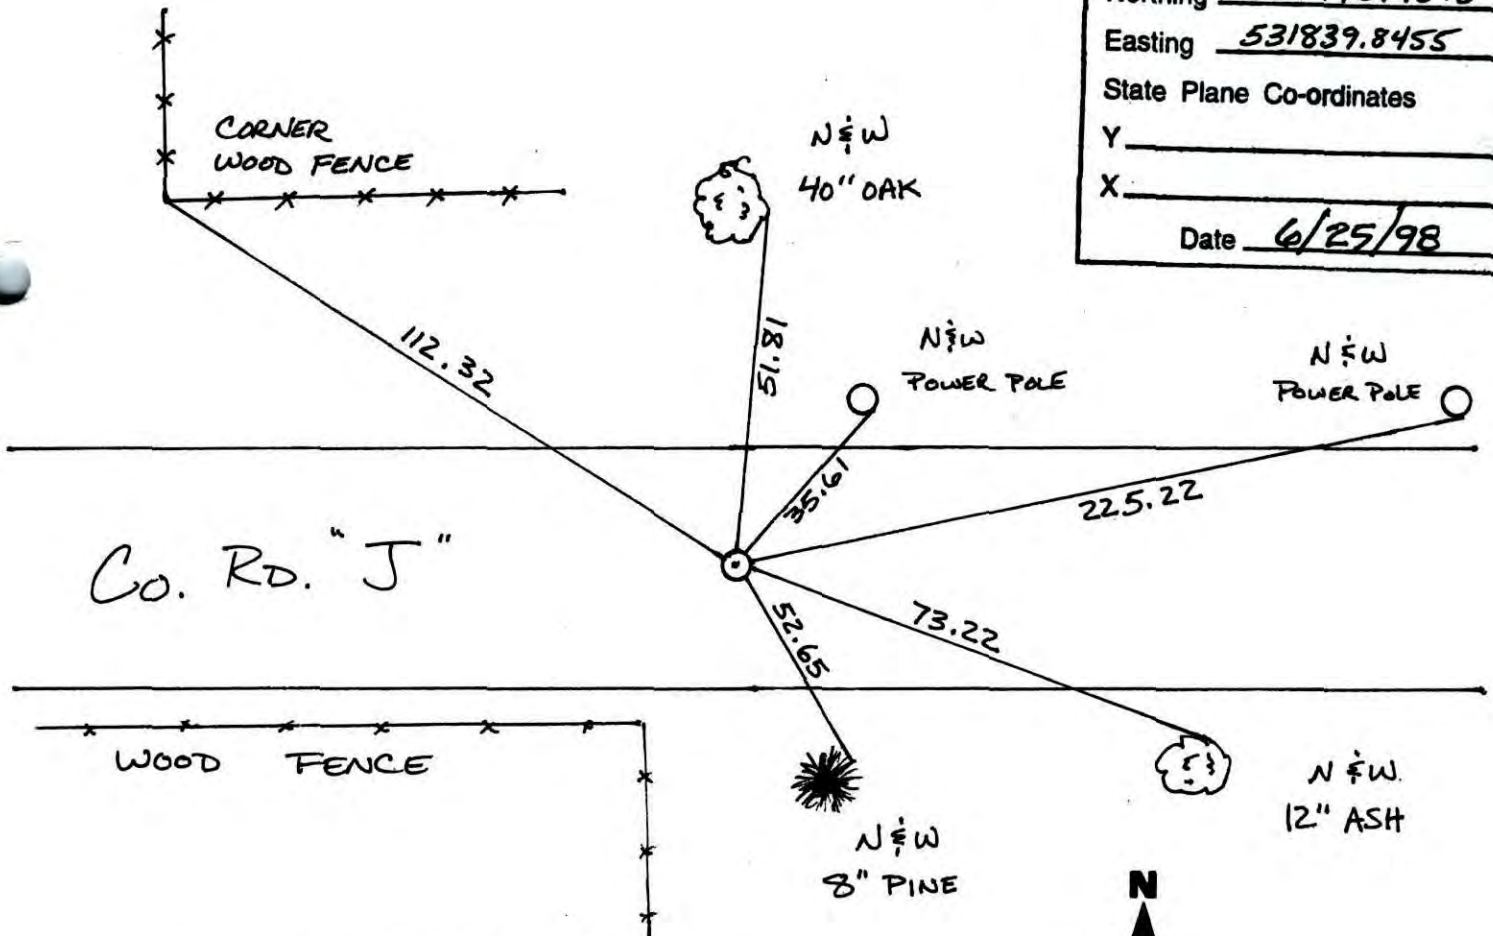 Easting 531839.8455
State Plane Co-ordinates
Y
X
Date 6/25/98
CORNER
WOOD FENCE
N & W
40" OAK
112.32
51.81
N & W
POWER POLE
N & W
POWER POLE
35.61
225.22
Co. RD. "J"
52.65
73.22
WOOD FENCE
N & W
8" PINE
N & W.
12" ASH
N